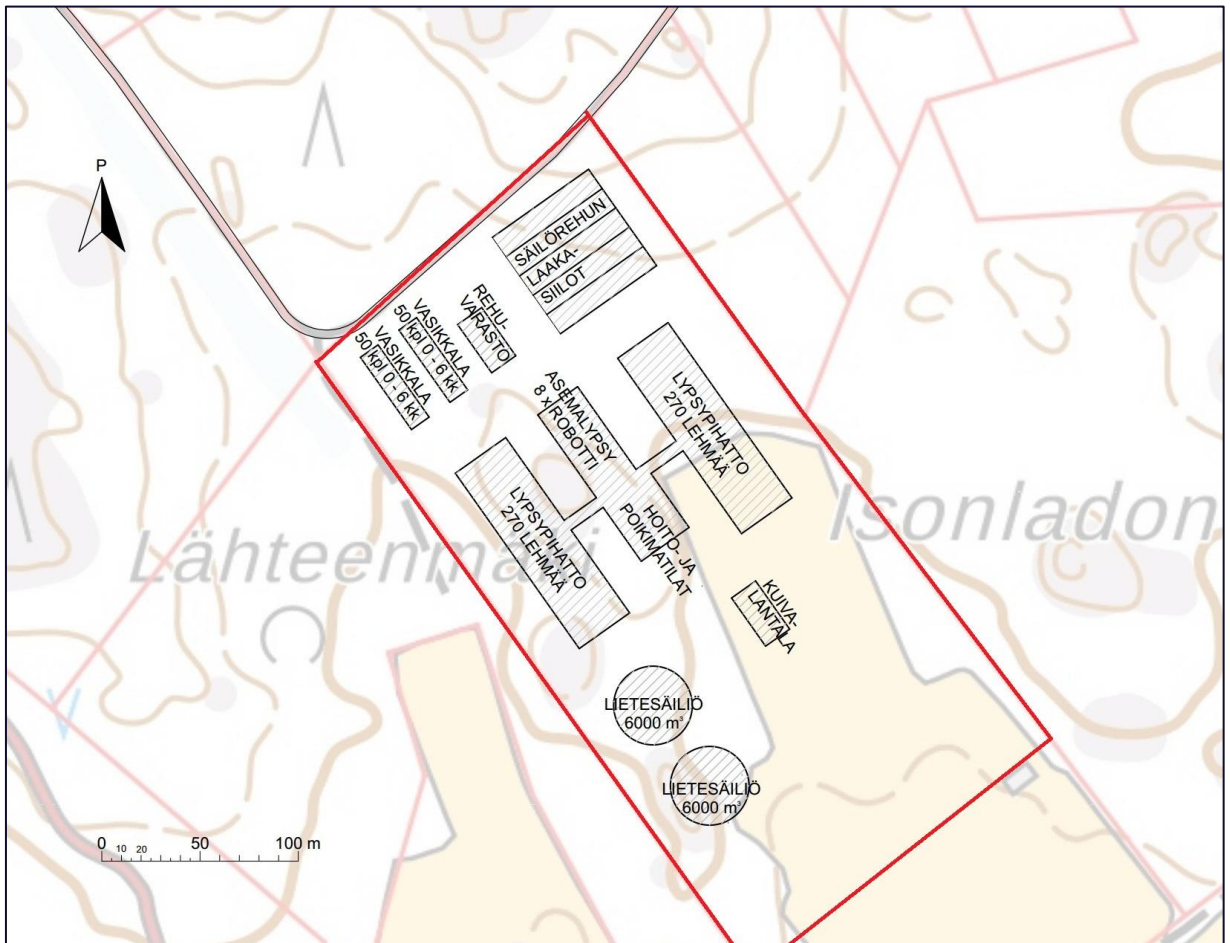 P
SÄILÖREHUN
LAAKA-
SIILOT
REHU-
VARASTO
VASIKKALA
50 kpl 0 - 6 kk
VASIKKALA
50 kpl 0 - 6 kk
ASEMALYPSY
8 x ROBOTTI
LYPSYPIHATTO
270 LEHMÄÄ
LYPSYPIHATTO
270 LEHMÄÄ
HOITO- JA
POIKIMATILAT
Lähteenmäki
Isonladon
KUIVA-
LANTALA
LIETESÄILIÖ
6000 m³
LIETESÄILIÖ
6000 m³
0 10 20 50 100 m